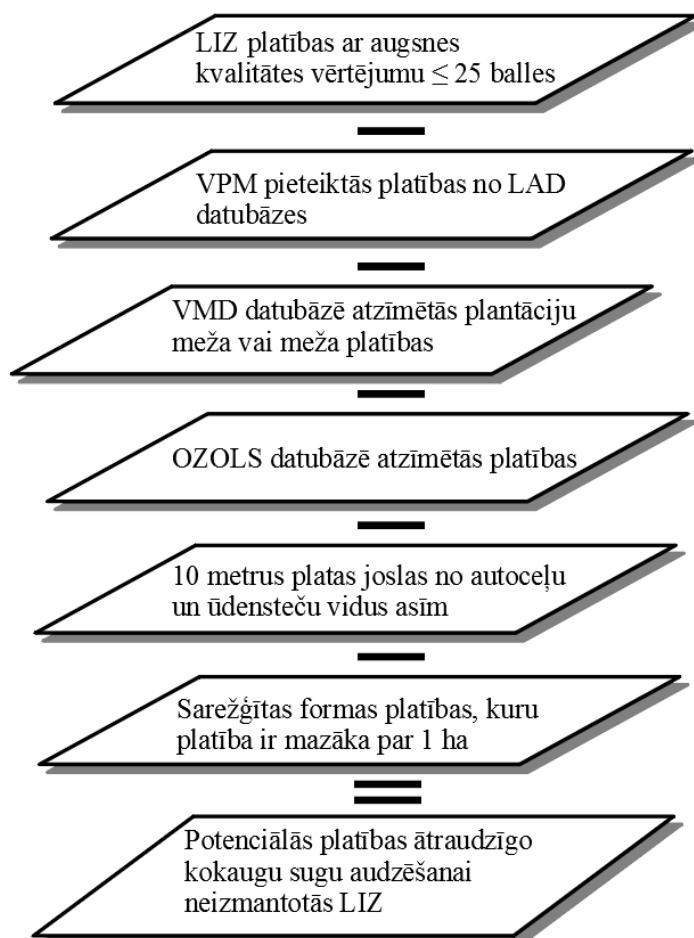 LIZ platības ar augsnes
kvalitātes vērtējumu ≤ 25 balles
VPM pieteiktās platības no LAD
datubāzes
VMD datubāzē atzīmētās plantāciju
meža vai meža platības
OZOLS datubāzē atzīmētās platības
10 metrus platas joslas no autoceļu
un ūdensteču vidus asīm
Sarežģītas formas platības, kuru
platība ir mazāka par 1 ha
Potenciālās platības ātraudzīgo
kokaugu sugu audzēšanai
neizmantotās LIZ